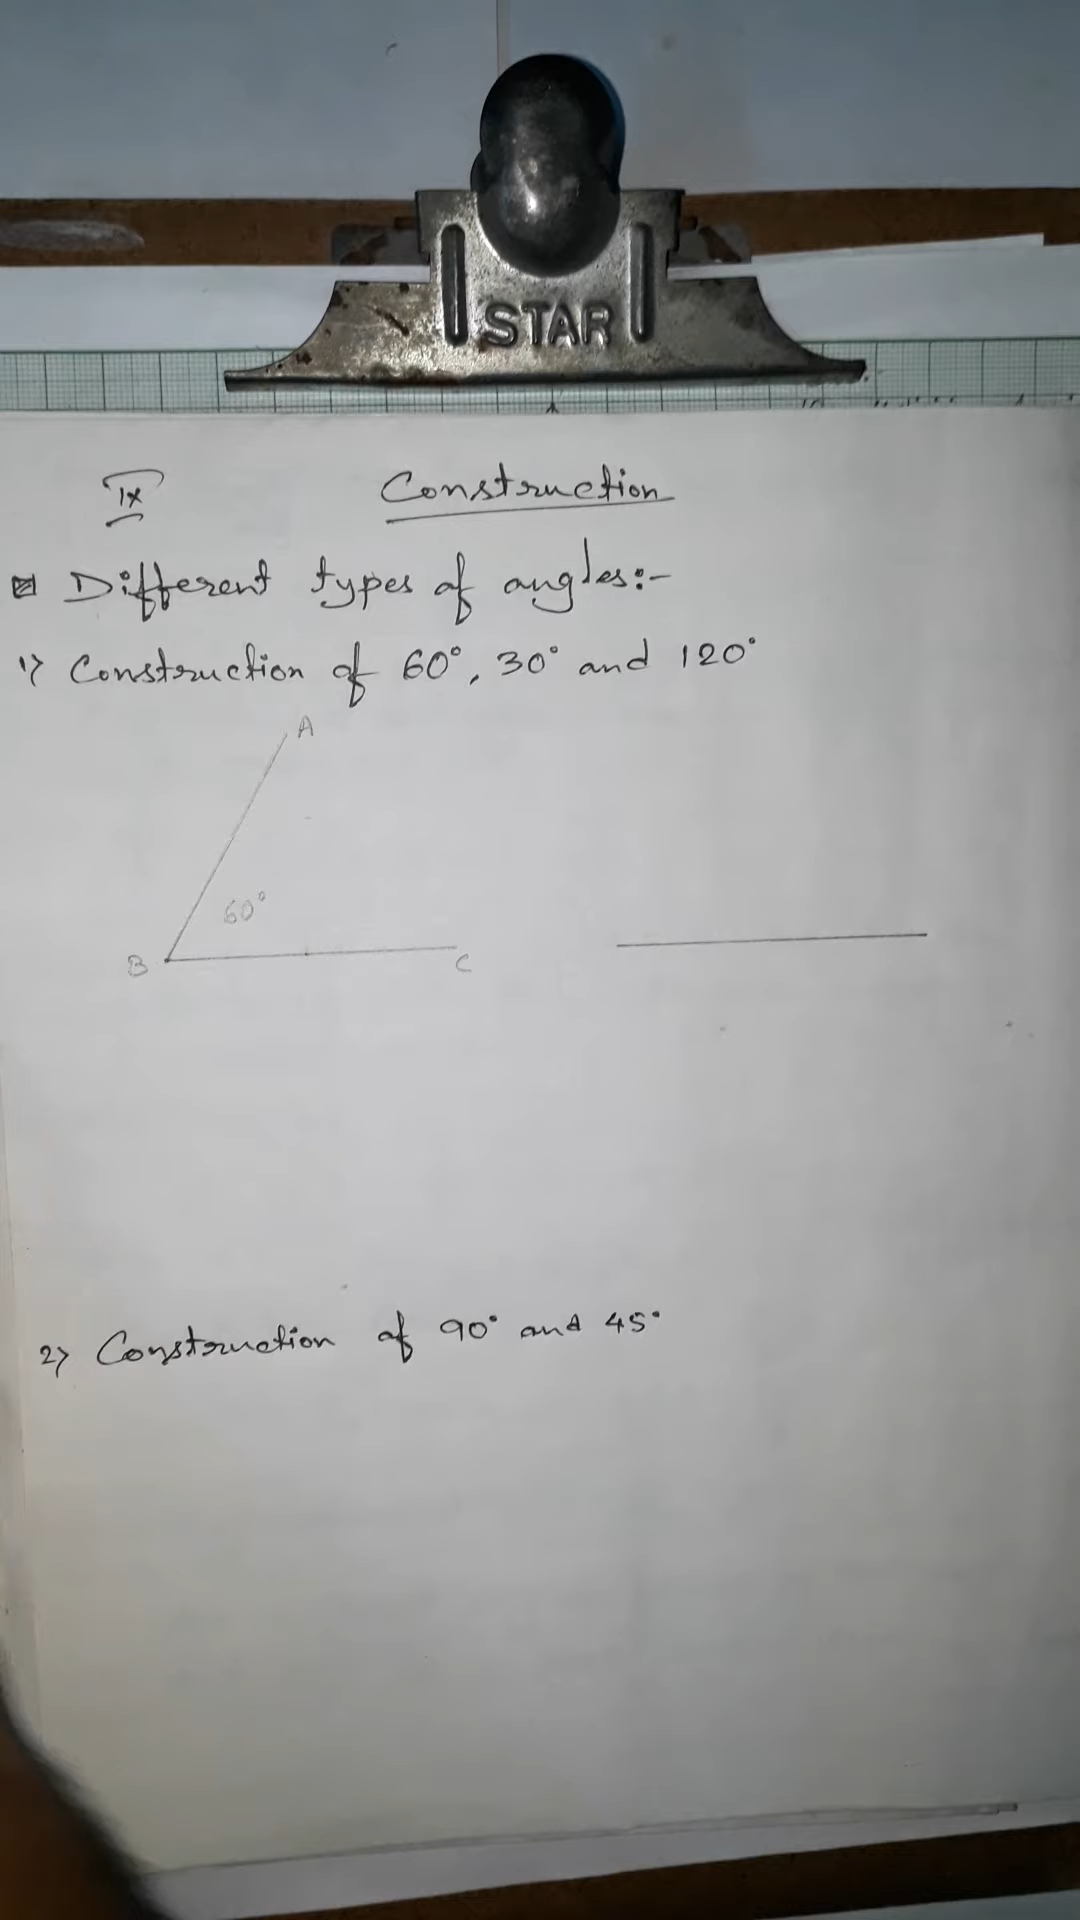 STAR
IX
Construction
Different types of angles:-
1) Construction of 60°, 30° and 120°
A
60°
B
C
2) Construction of 90° and 45°